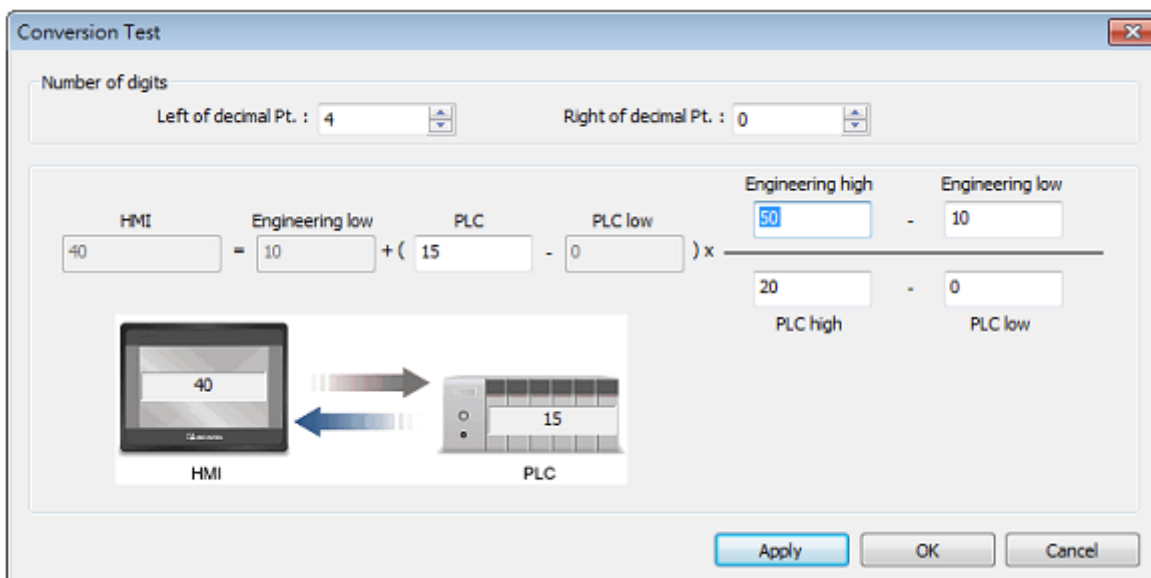 Conversion Test
Number of digits
Left of decimal Pt. : 4 Right of decimal Pt. : 0
Engineering high Engineering low
50 - 10
HMI Engineering low PLC PLC low
40 = 10 + ( 15 - 0 ) x
20 - 0
PLC high PLC low
40
15
HMI PLC
Apply OK Cancel